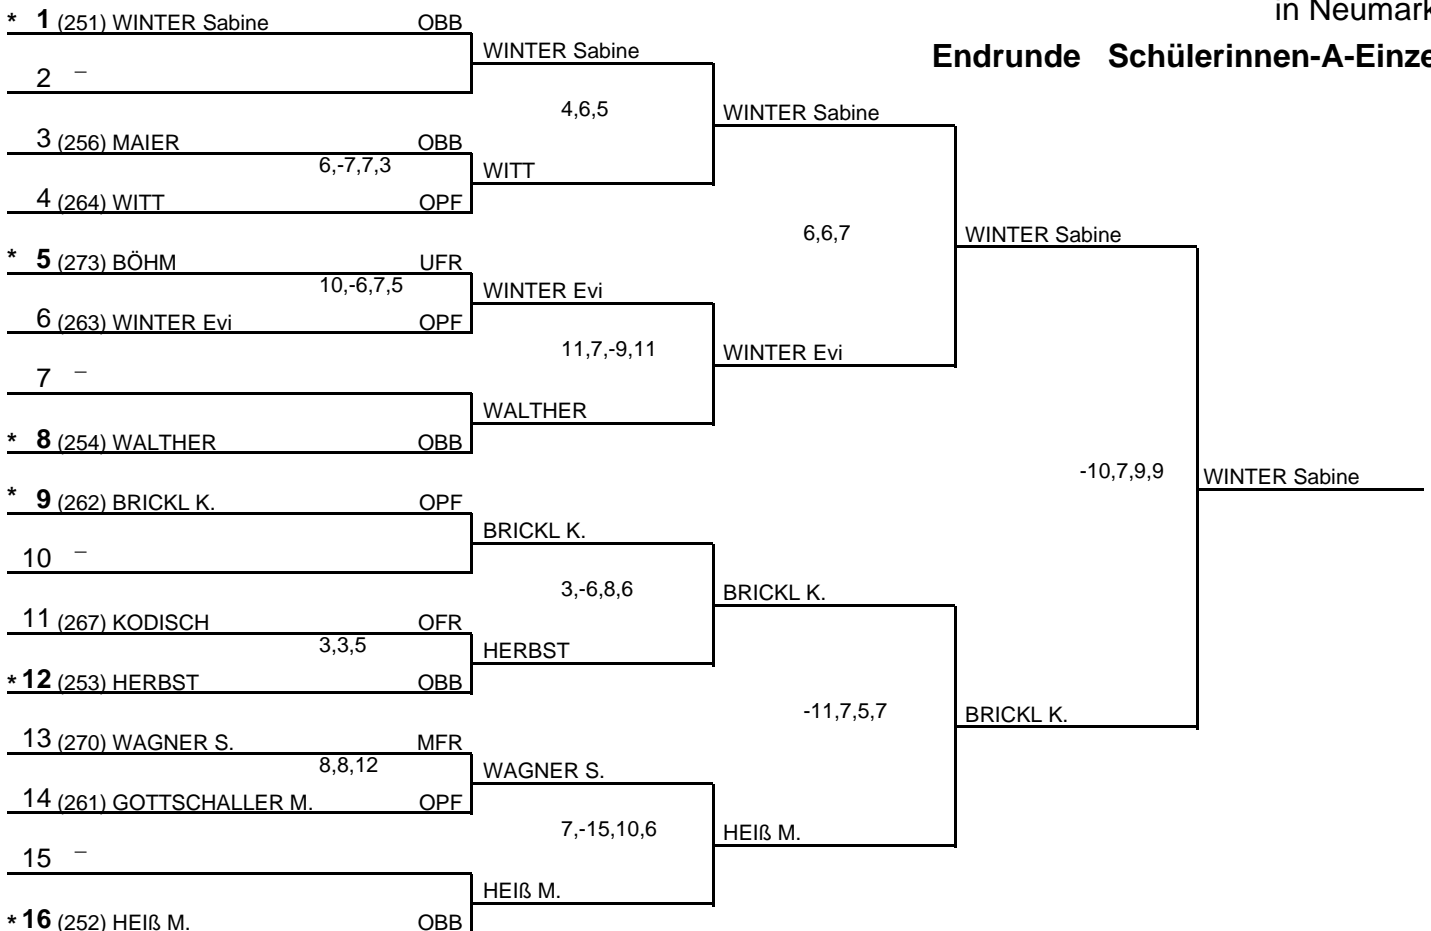 in Neumark
Endrunde Schülerinnen-A-Einze
* 1 (251) WINTER Sabine OBB
WINTER Sabine
2 –
4,6,5
WINTER Sabine
3 (256) MAIER OBB
6,-7,7,3
WITT
4 (264) WITT OPF
6,6,7
WINTER Sabine
* 5 (273) BÖHM UFR
10,-6,7,5
WINTER Evi
6 (263) WINTER Evi OPF
11,7,-9,11
WINTER Evi
7 –
WALTHER
* 8 (254) WALTHER OBB
-10,7,9,9
WINTER Sabine
* 9 (262) BRICKL K. OPF
BRICKL K.
10 –
3,-6,8,6
BRICKL K.
11 (267) KODISCH OFR
3,3,5
HERBST
* 12 (253) HERBST OBB
-11,7,5,7
BRICKL K.
13 (270) WAGNER S. MFR
8,8,12
WAGNER S.
14 (261) GOTTSCHALLER M. OPF
7,-15,10,6
HEIß M.
15 –
HEIß M.
* 16 (252) HEIß M. OBB